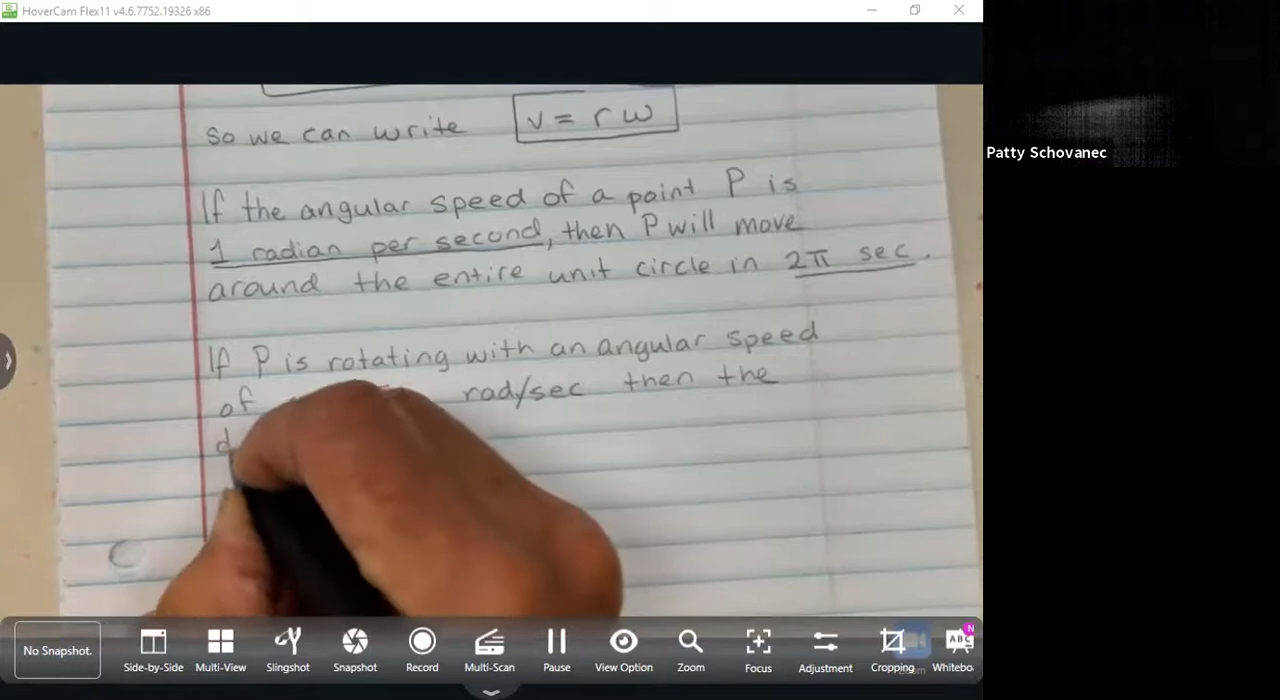 HoverCam Flex11 v4.6.7752.19326 x86
so we can write v = r w
If the angular speed of a point P is
1 radian per second, then P will move
around the entire unit circle in 2π sec.
If P is rotating with an angular speed
of rad/sec then the
d
Patty Schovanec
No Snapshot.
Side-by-Side Multi-View Slingshot Snapshot Record Multi-Scan Pause View Option Zoom Focus Adjustment Cropping Whitebo
ABC
N